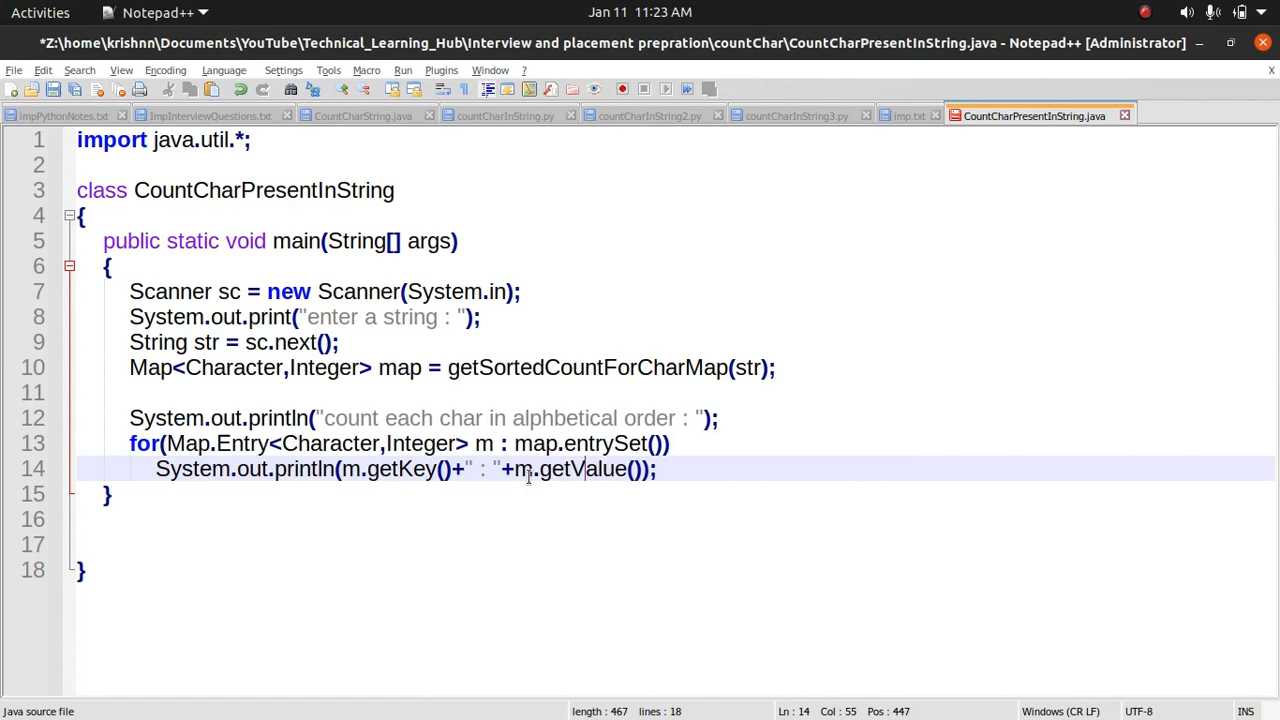 Activities Notepad++ Jan 11 11:23 AM
*Z:\home\krishnn\Documents\YouTube\Technical_Learning_Hub\Interview and placement prepration\countChar\CountCharPresentInString.java - Notepad++ [Administrator]
File Edit Search View Encoding Language Settings Tools Macro Run Plugins Window ? X
impPythonNotes.txt ImpInterviewQuestions.txt CountCharString.java countCharInString.py countCharInString2.py countCharInString3.py imp.txt CountCharPresentInString.java
1 import java.util.*;
2
3 class CountCharPresentInString
4 {
5 public static void main(String[] args)
6 {
7 Scanner sc = new Scanner(System.in);
8 System.out.print("enter a string : ");
9 String str = sc.next();
10 Map<Character,Integer> map = getSortedCountForCharMap(str);
11
12 System.out.println("count each char in alphbetical order : ");
13 for(Map.Entry<Character,Integer> m : map.entrySet())
14 System.out.println(m.getKey()+" : "+m.getValue());
15 }
16
17
18 }
Java source file length : 467 lines : 18 Ln : 14 Col : 55 Pos : 447 Windows (CR LF) UTF-8 INS